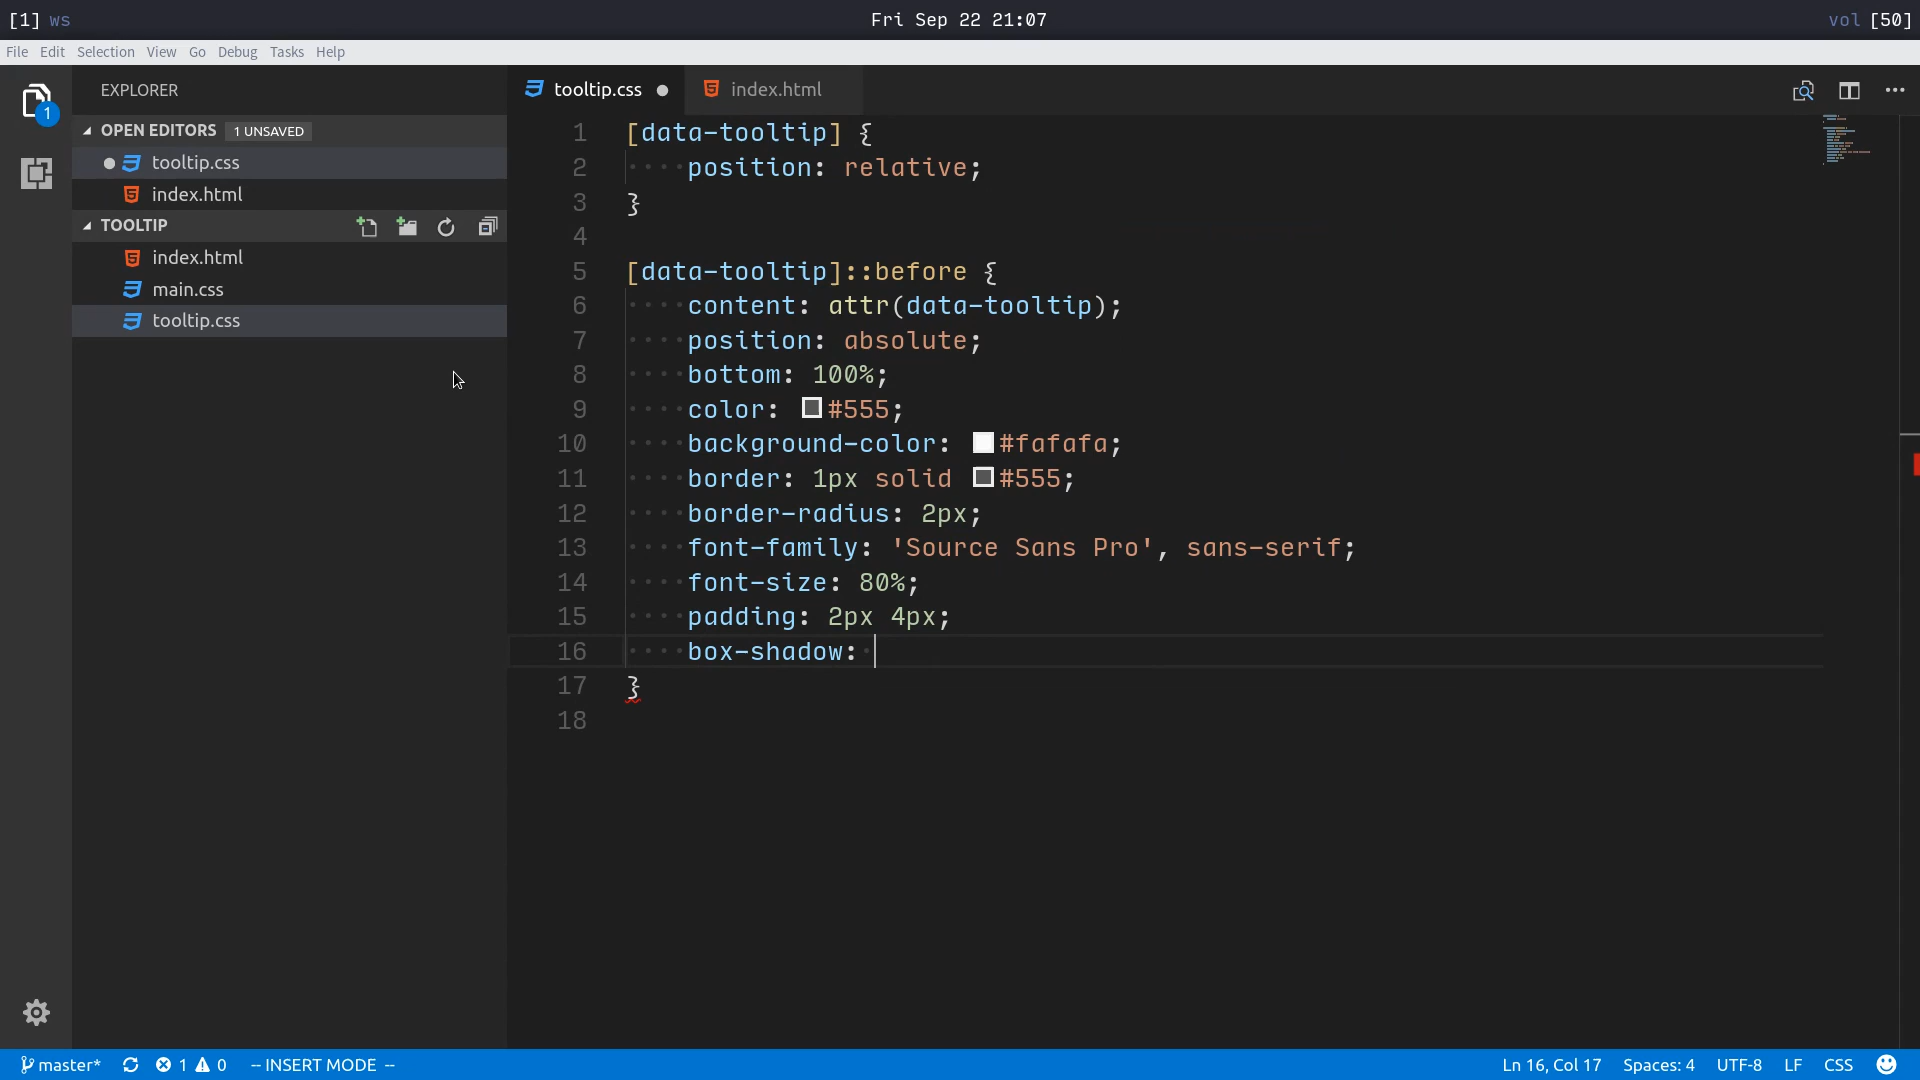 [1] ws
Fri Sep 22 21:07
vol [50]
File Edit Selection View Go Debug Tasks Help
EXPLORER
1
OPEN EDITORS 1 UNSAVED
tooltip.css
index.html
TOOLTIP
index.html
main.css
tooltip.css
tooltip.css
index.html
1 [data-tooltip] {
2 ····position: relative;
3 }
4
5 [data-tooltip]::before {
6 ····content: attr(data-tooltip);
7 ····position: absolute;
8 ····bottom: 100%;
9 ····color: #555;
10 ····background-color: #fafafa;
11 ····border: 1px solid #555;
12 ····border-radius: 2px;
13 ····font-family: 'Source Sans Pro', sans-serif;
14 ····font-size: 80%;
15 ····padding: 2px 4px;
16 ····box-shadow:·
17 }
18
master* 1 0 -- INSERT MODE --
Ln 16, Col 17 Spaces: 4 UTF-8 LF CSS